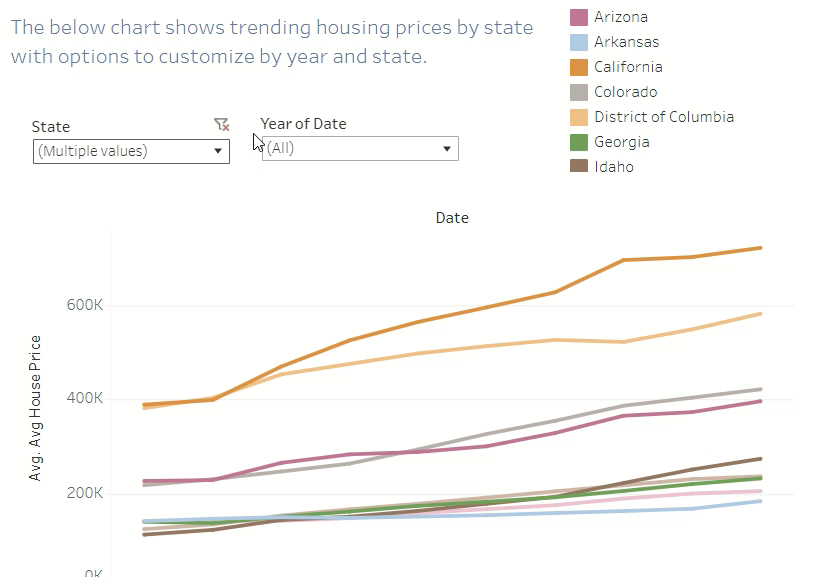 The below chart shows trending housing prices by state
with options to customize by year and state.
Arizona
Arkansas
California
Colorado
District of Columbia
Georgia
Idaho
State
(Multiple values)
Year of Date
(All)
Date
Avg. Avg House Price
600K
400K
200K
0K